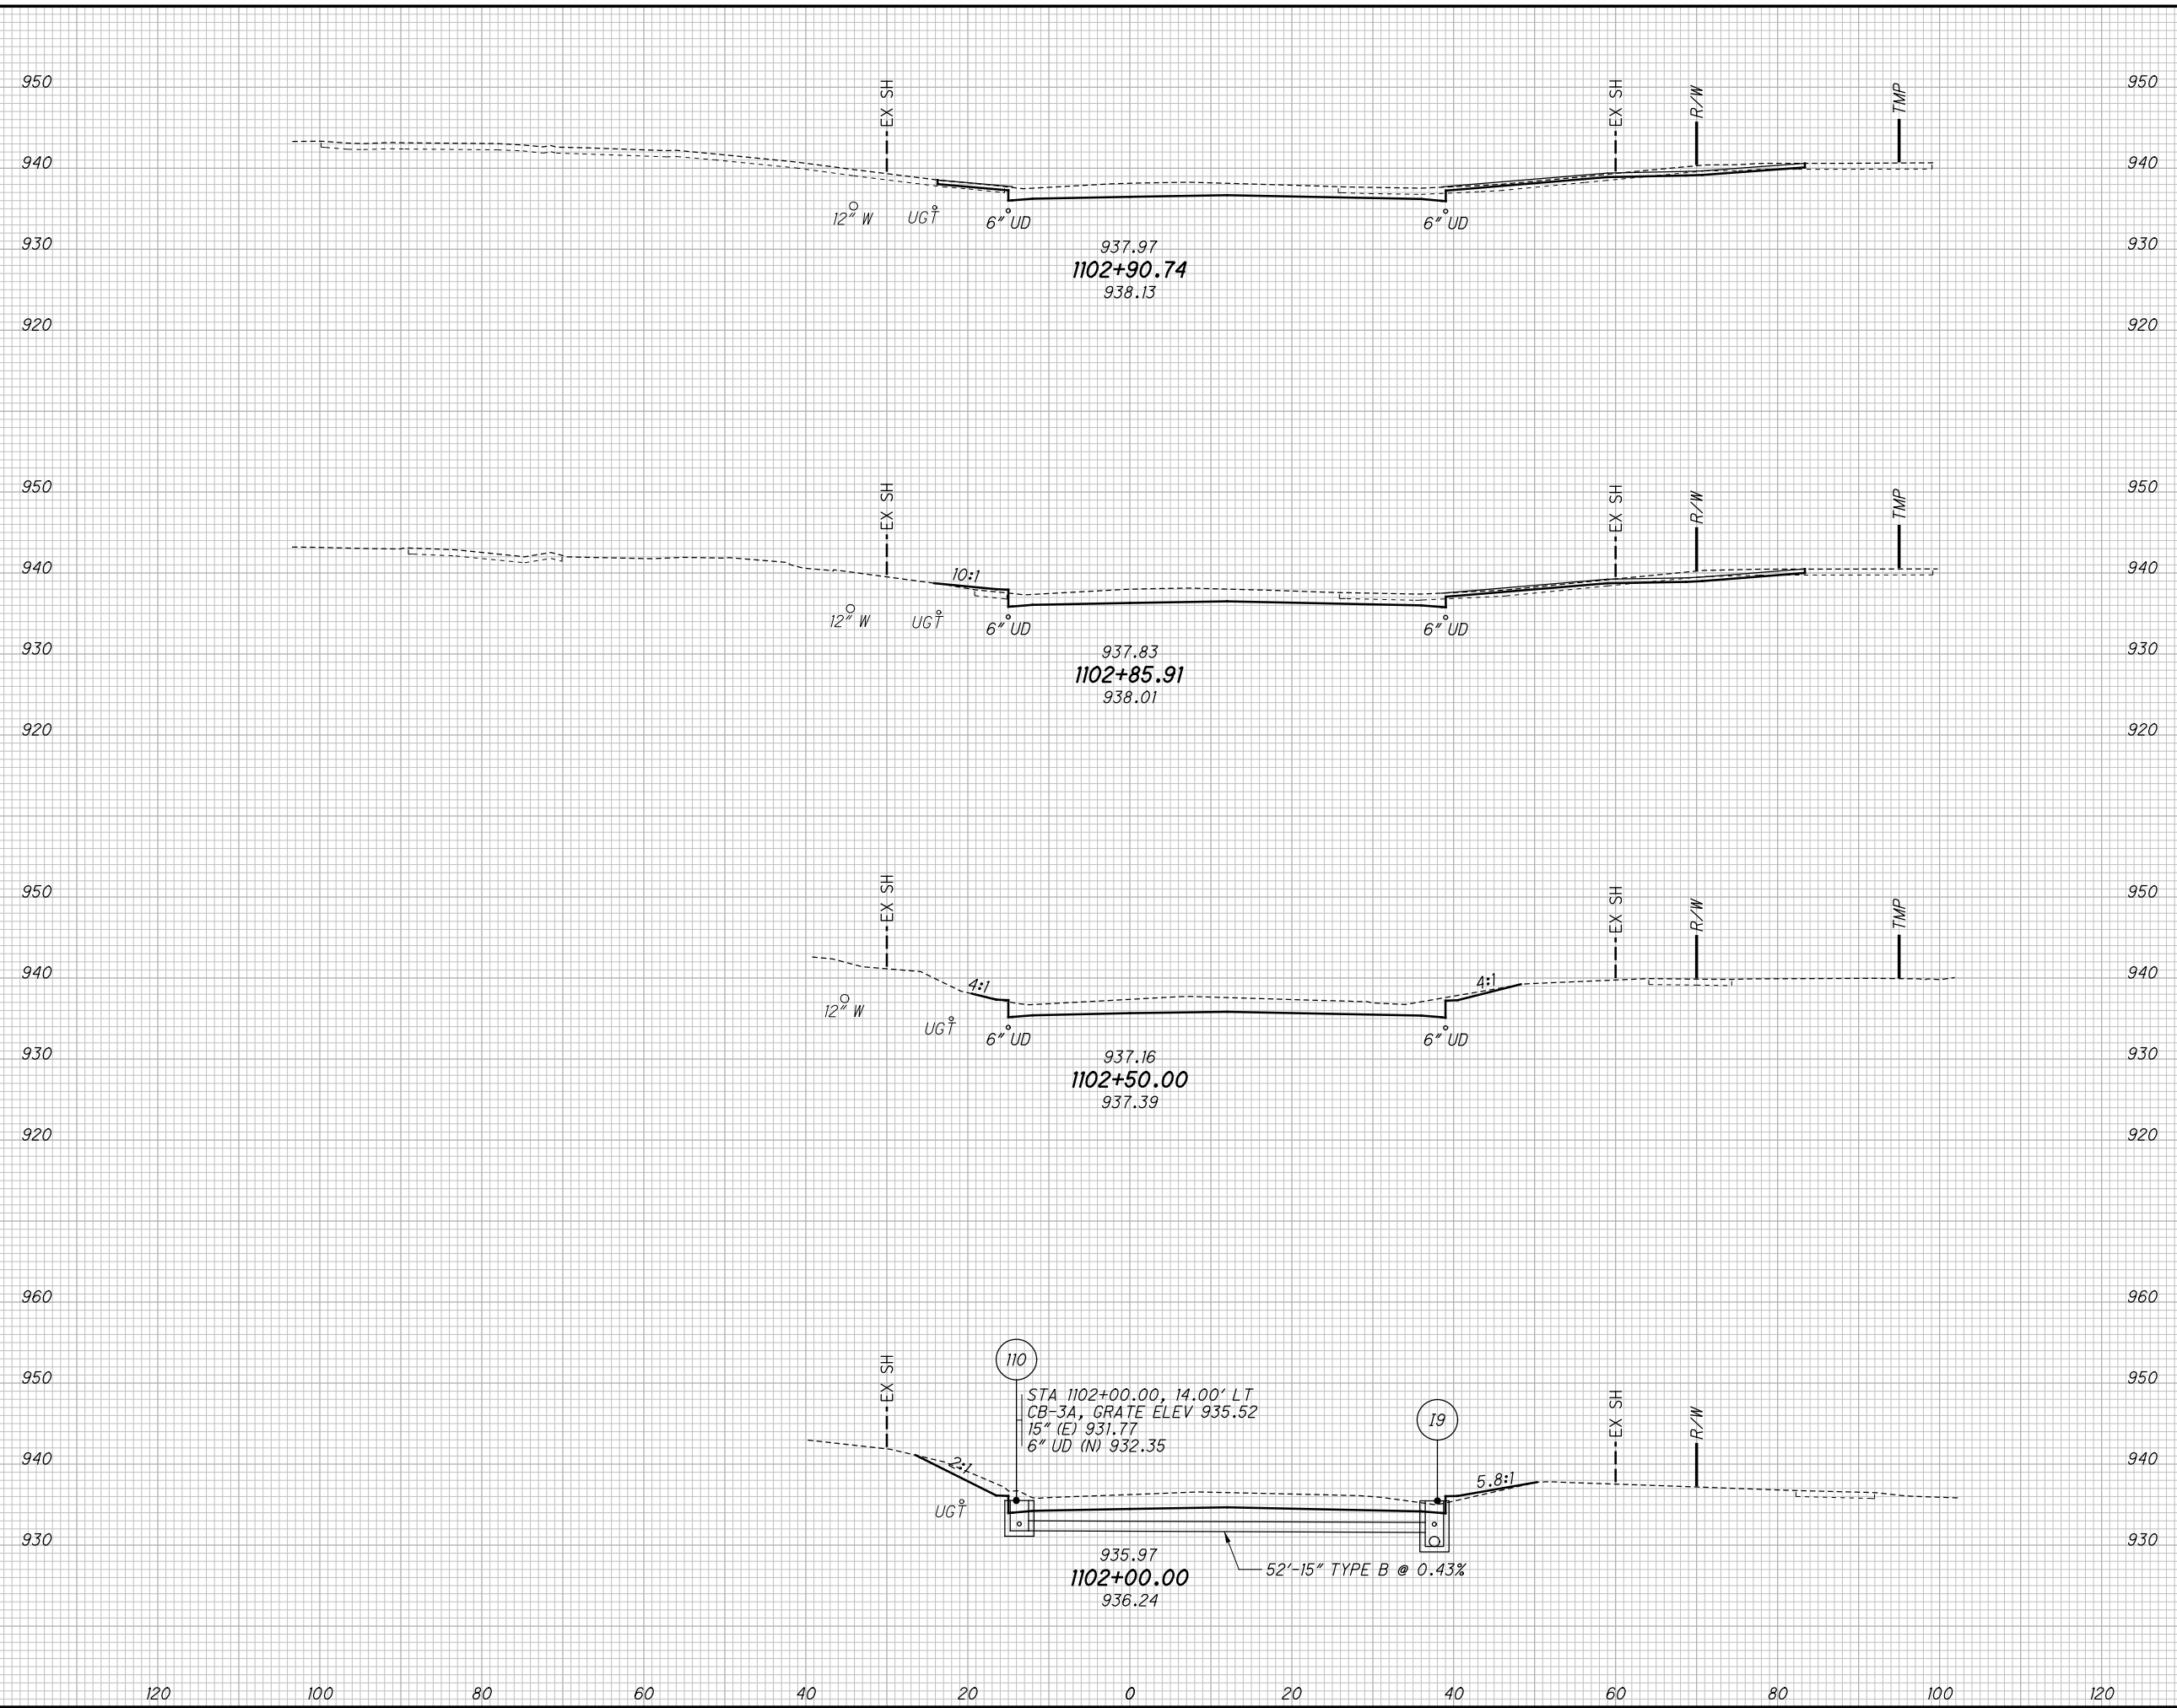 950
EX SH
EX SH
R/W
TMP
950
940
940
12" W
UGT
6" UD
6" UD
930
937.97
930
1102+90.74
938.13
920
920
950
EX SH
EX SH
R/W
TMP
950
940
10:1
940
12" W
UGT
6" UD
6" UD
930
937.83
930
1102+85.91
938.01
920
920
950
EX SH
EX SH
R/W
TMP
950
940
4:1
4:1
940
12" W
UGT
6" UD
6" UD
930
937.16
930
1102+50.00
937.39
920
920
960
960
950
EX SH
I10
STA 1102+00.00, 14.00' LT
CB-3A, GRATE ELEV 935.52
15" (E) 931.77
6" UD (N) 932.35
I9
EX SH
R/W
950
940
2:1
5.8:1
940
UGT
930
935.97
52'-15" TYPE B @ 0.43%
930
1102+00.00
936.24
120 100 80 60 40 20 0 20 40 60 80 100 120